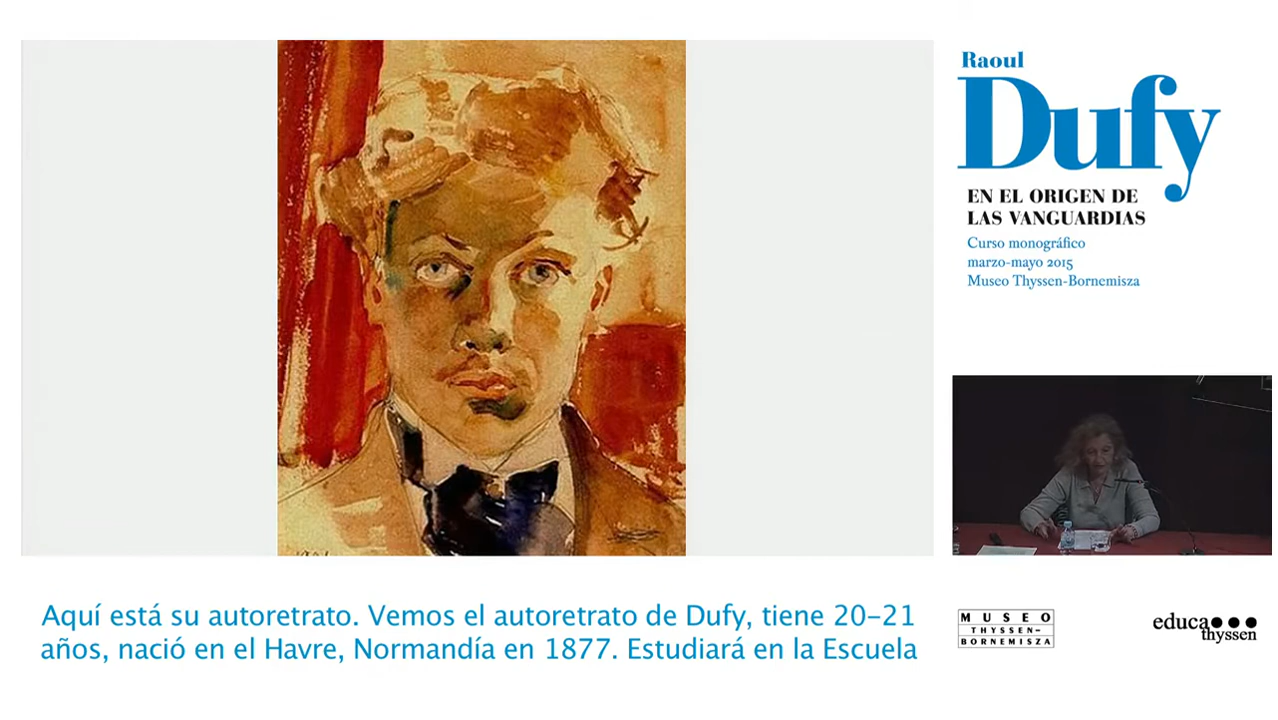 Raoul
Dufy
EN EL ORIGEN DE
LAS VANGUARDIAS
Curso monográfico
marzo-mayo 2015
Museo Thyssen-Bornemisza
Aquí está su autoretrato. Vemos el autoretrato de Dufy, tiene 20-21
años, nació en el Havre, Normandía en 1877. Estudiará en la Escuela
MUSEO
THYSSEN-
BORNEMISZA
educa
thyssen